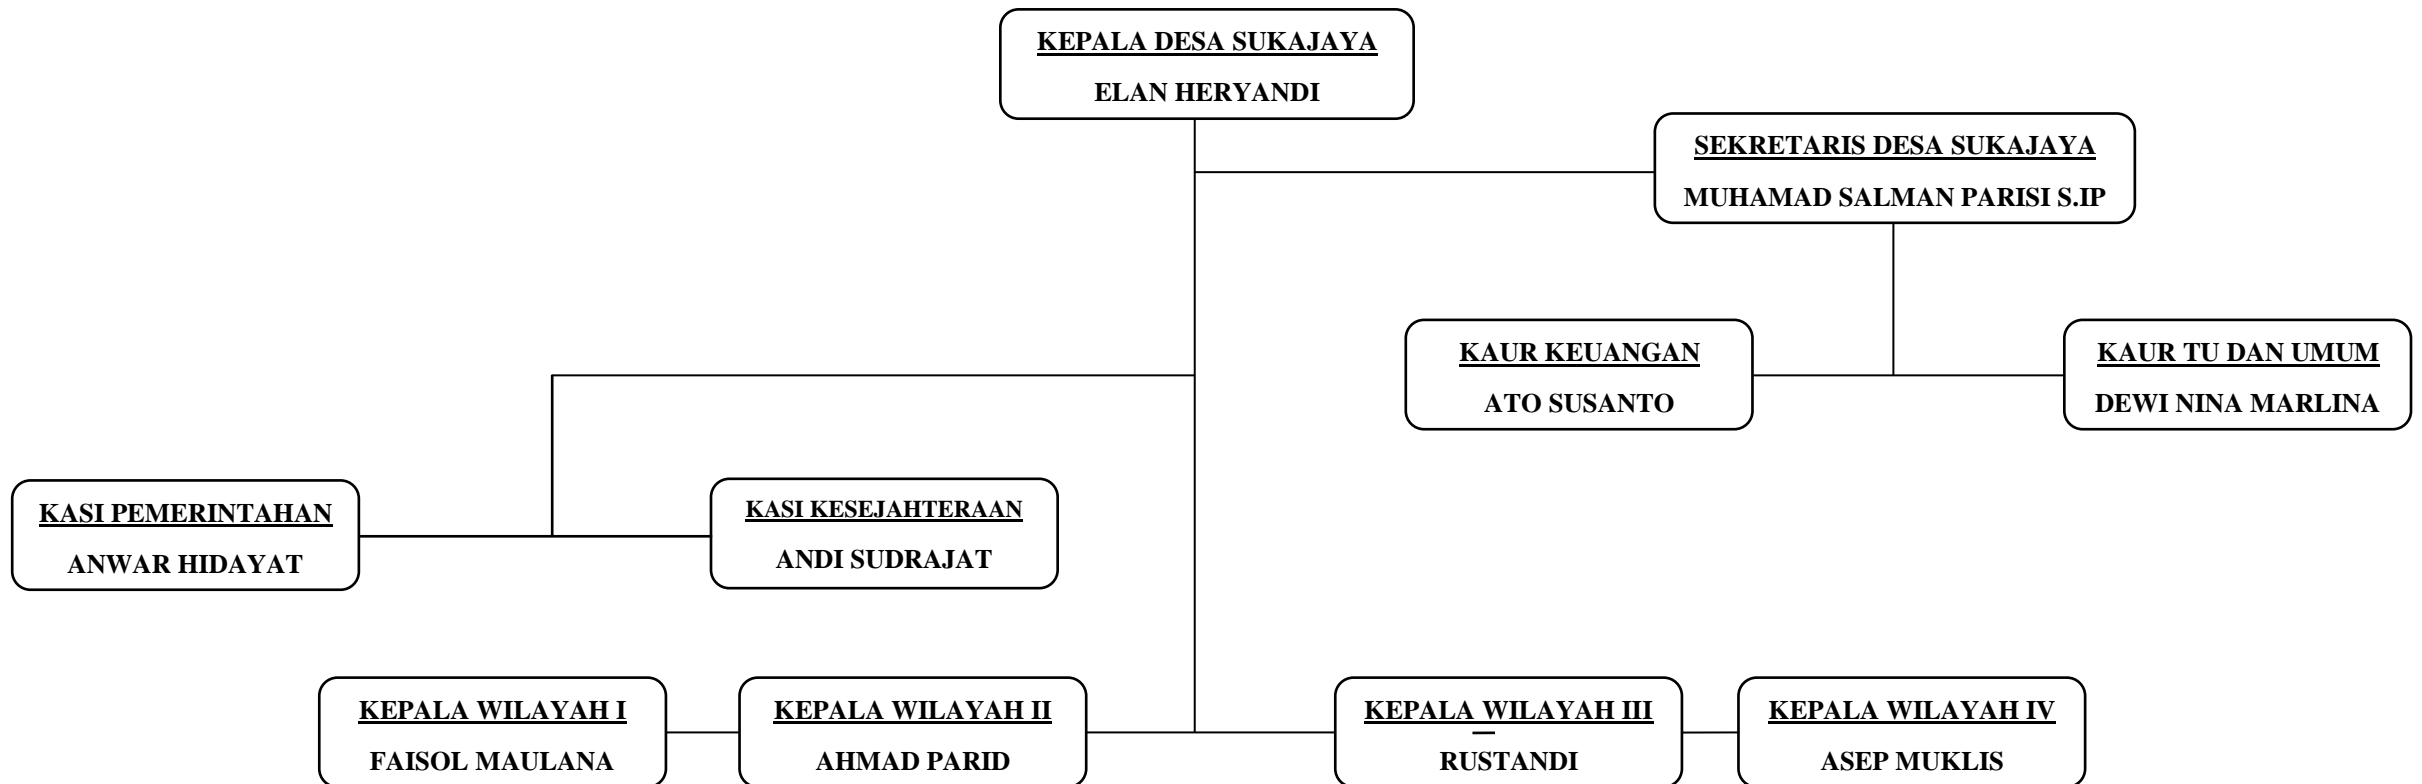 KEPALA DESA SUKAJAYA
ELAN HERYANDI
SEKRETARIS DESA SUKAJAYA
MUHAMAD SALMAN PARISI S.IP
KAUR KEUANGAN
ATO SUSANTO
KAUR TU DAN UMUM
DEWI NINA MARLINA
KASI PEMERINTAHAN
ANWAR HIDAYAT
KASI KESEJAHTERAAN
ANDI SUDRAJAT
KEPALA WILAYAH I
FAISOL MAULANA
KEPALA WILAYAH II
AHMAD PARID
KEPALA WILAYAH III
RUSTANDI
KEPALA WILAYAH IV
ASEP MUKLIS